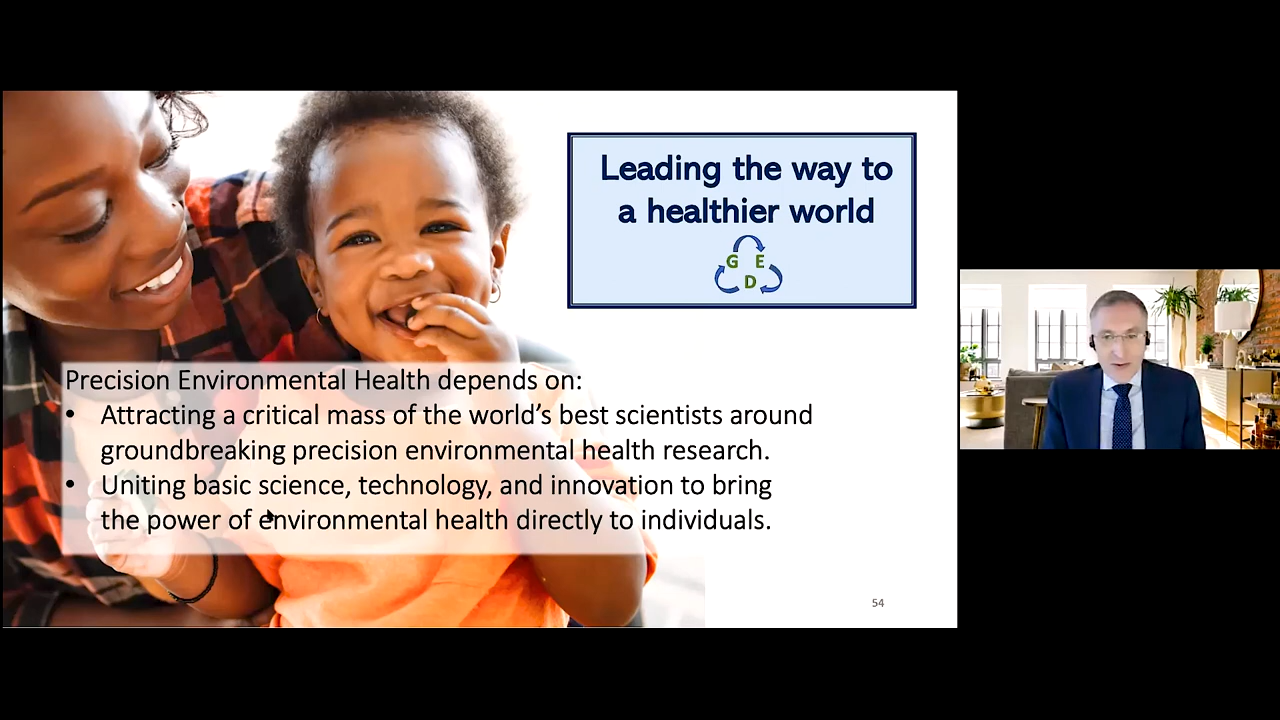 Leading the way to
a healthier world
G E
D
Precision Environmental Health depends on:
• Attracting a critical mass of the world’s best scientists around
groundbreaking precision environmental health research.
• Uniting basic science, technology, and innovation to bring
the power of environmental health directly to individuals.
54